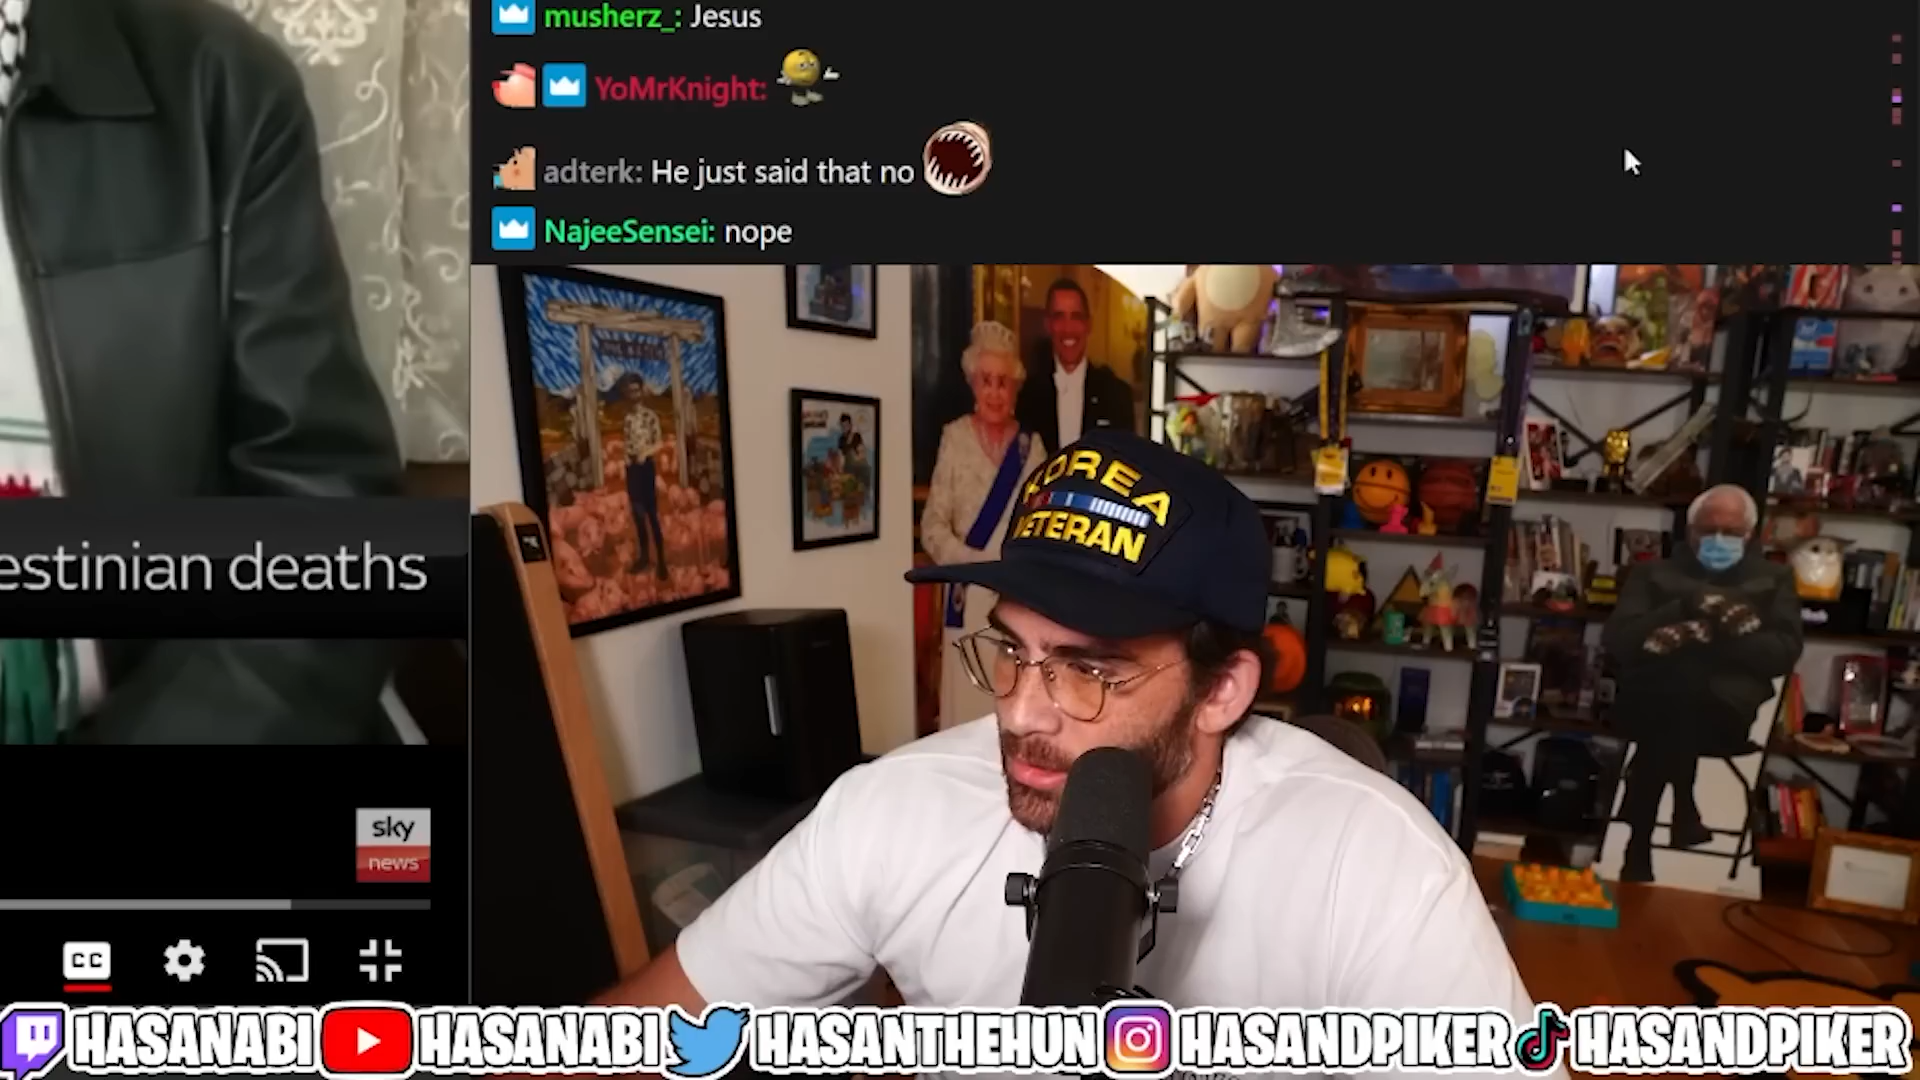 musherz_: Jesus
YoMrKnight:
adterk: He just said that no
NajeeSensei: nope
estinian deaths
KOREA
VETERAN
sky
news
CC
HASANABI HASANABI HASANTHEHUN HASANDPIKER HASANDPIKER